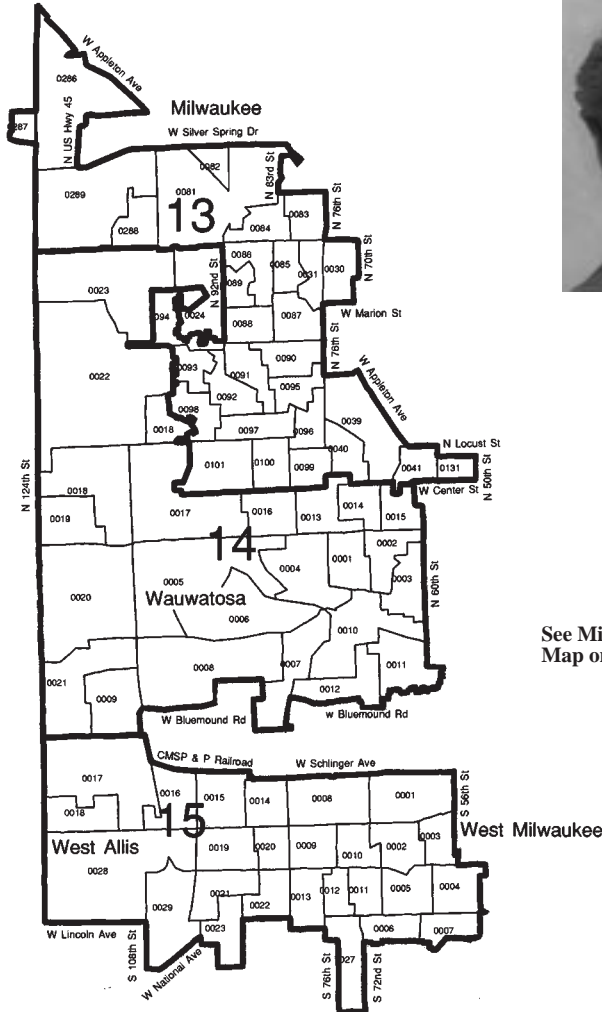 W Appleton Ave
0286
Milwaukee
N US Hwy 45
W Silver Spring Dr
0082
N 83rd St
0289
0081
13
0288
0084
0083
N 76th St
N 70th St
0086
0085
0031
0030
0023
N 92nd St
0024
0088
0087
W Marion St
N 76th St
0022
0093
0091
0090
0095
W Appleton Ave
0092
0098
0018
0097
0096
0039
0040
N Locust St
0101
0100
0099
0041
0131
N 50th St
W Center St
N 124th St
0018
0019
0017
0016
0013
0014
0015
14
0002
0001
0004
0003
N 60th St
0005
0020
Wauwatosa
0006
0010
0008
0007
0011
0021
0009
0012
W Bluemound Rd
W Bluemound Rd
See Mi
Map or
CMSP & P Railroad
W Schlinger Ave
0017
0016
0015
0014
0008
0001
S 56th St
0018
15
West Allis
West Milwaukee
0019
0020
0009
0010
0002
0003
0028
0021
0022
0013
0012
0011
0005
0004
0029
0023
0006
0007
W Lincoln Ave
S 108th St
W National Ave
S 76th St
S 72nd St